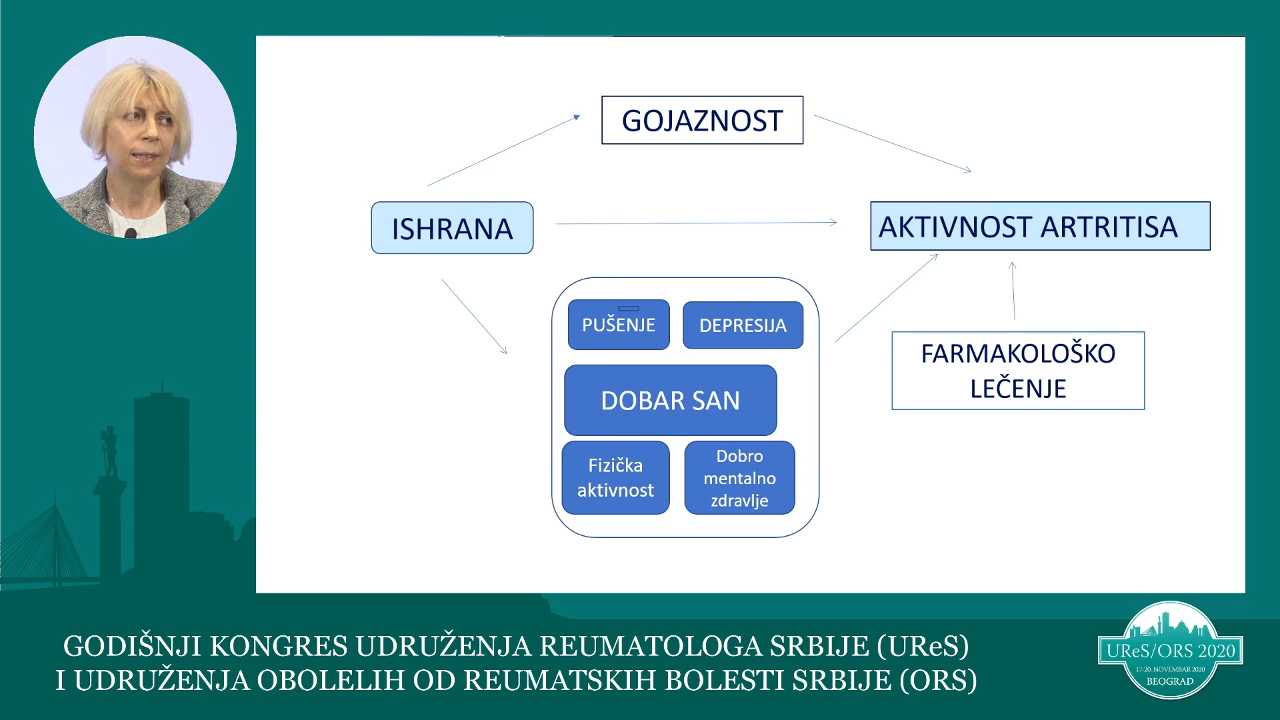 GOJAZNOST
ISHRANA
AKTIVNOST ARTRITISA
PUŠENJE
DEPRESIJA
DOBAR SAN
Fizička
aktivnost
Dobro
mentalno
zdravlje
FARMAKOLOŠKO
LEČENJE
GODIŠNJI KONGRES UDRUŽENJA REUMATOLOGA SRBIJE (UReS)
I UDRUŽENJA OBOLELIH OD REUMATSKIH BOLESTI SRBIJE (ORS)
UReS/ORS 2020
17-20. NOVEMBAR 2020
BEOGRAD